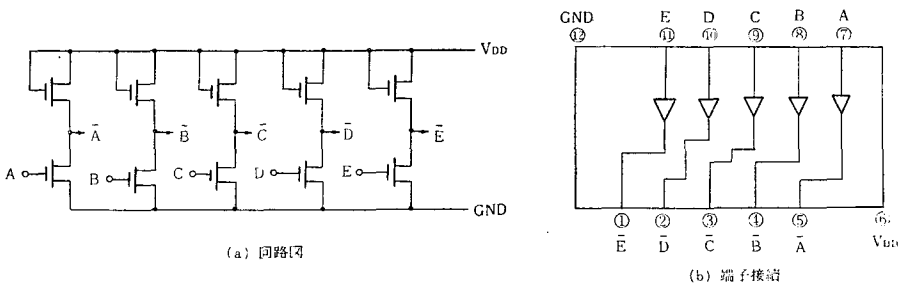 VDD
Ā
B̄
C̄
D̄
Ē
A
B
C
D
E
GND
(a) 回路図
GND E D C B A
⑫ ⑪ ⑩ ⑨ ⑧ ⑦
① ② ③ ④ ⑤ ⑥
Ē D̄ C̄ B̄ Ā VDD
(b) 端子接続